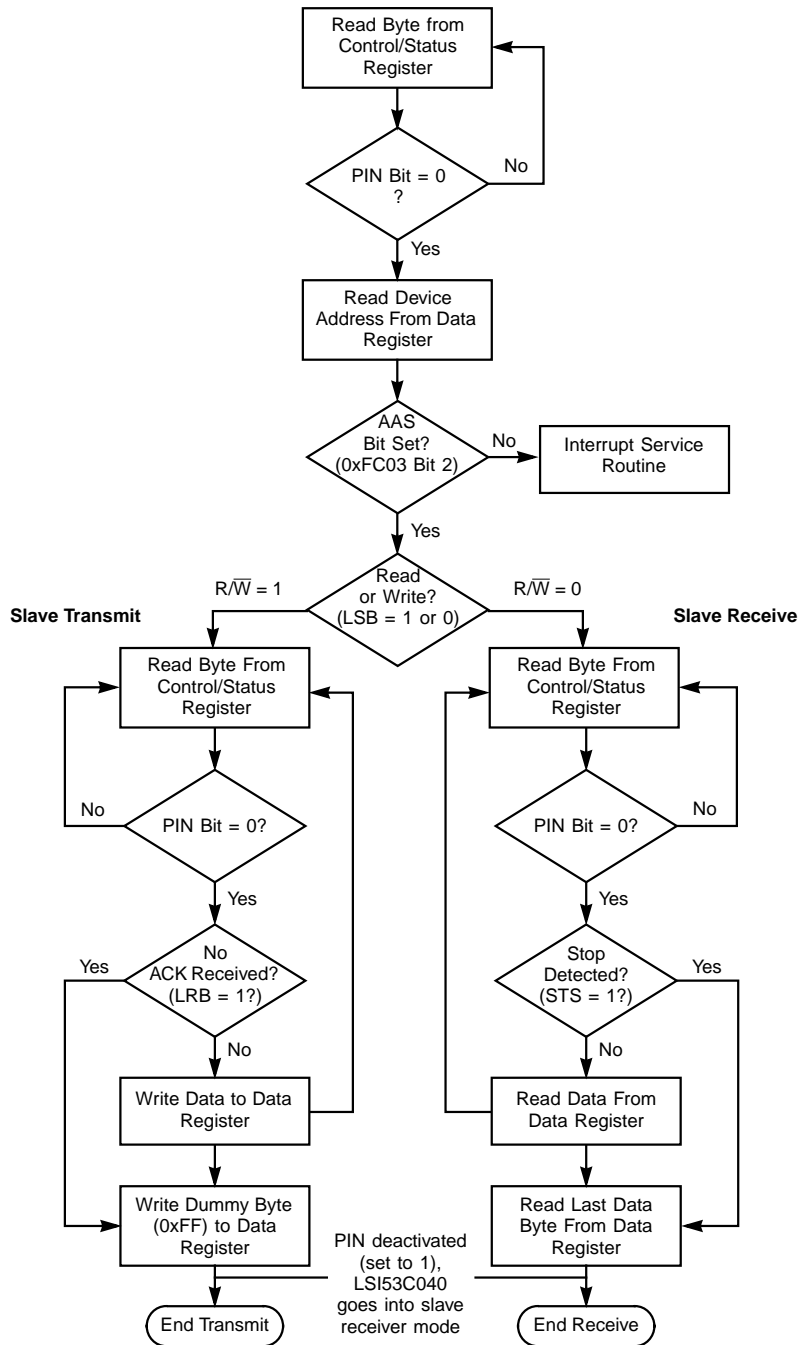 Read Byte from
Control/Status
Register
PIN Bit = 0
?
No
Yes
Read Device
Address From Data
Register
AAS
Bit Set?
(0xFC03 Bit 2)
No
Interrupt Service
Routine
Yes
Read
or Write?
(LSB = 1 or 0)
R/W̅ = 1
R/W̅ = 0
Slave Transmit
Slave Receive
Read Byte From
Control/Status
Register
PIN Bit = 0?
No
Yes
No
ACK Received?
(LRB = 1?)
Yes
No
Write Data to Data
Register
Write Dummy Byte
(0xFF) to Data
Register
End Transmit
Read Byte From
Control/Status
Register
PIN Bit = 0?
No
Yes
Stop
Detected?
(STS = 1?)
Yes
No
Read Data From
Data Register
Read Last Data
Byte From Data
Register
PIN deactivated
(set to 1),
LSI53C040
goes into slave
receiver mode
End Receive